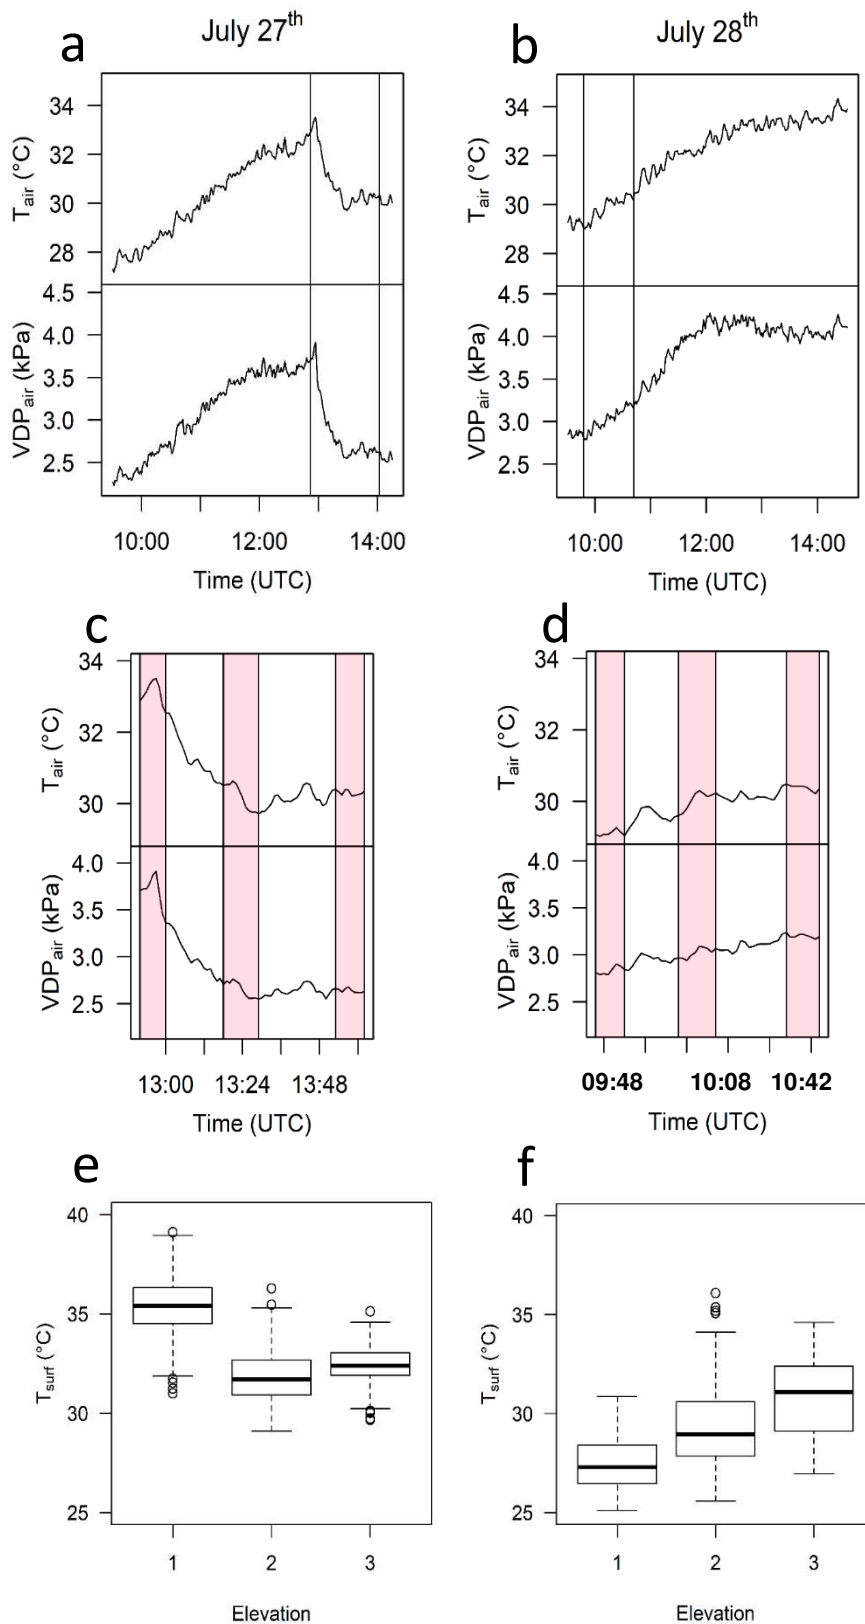 July 27th
July 28th
a
b
34
32
30
28
Tair (°C)
4.5
4.0
3.5
3.0
2.5
VDPair (kPa)
10:00 12:00 14:00
Time (UTC)
34
32
30
28
Tair (°C)
4.5
4.0
3.5
3.0
2.5
VDPair (kPa)
10:00 12:00 14:00
Time (UTC)
c
d
34
32
30
Tair (°C)
4.0
3.5
3.0
2.5
VDPair (kPa)
13:00 13:24 13:48
Time (UTC)
34
32
30
Tair (°C)
4.0
3.5
3.0
2.5
VDPair (kPa)
09:48 10:08 10:42
Time (UTC)
e
f
40
35
30
25
Tsurf (°C)
1 2 3
Elevation
40
35
30
25
Tsurf (°C)
1 2 3
Elevation